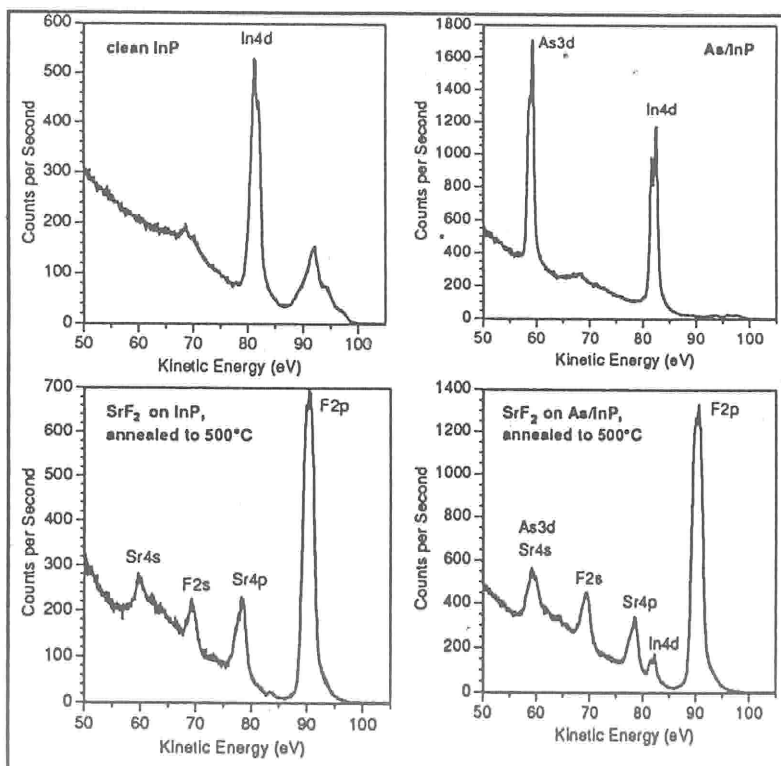 clean InP
In4d
600
500
400
300
200
100
0
Counts per Second
50 60 70 80 90 100
Kinetic Energy (eV)
As3d
As/InP
In4d
1800
1600
1400
1200
1000
800
600
400
200
0
Counts per Second
50 60 70 80 90 100
Kinetic Energy (eV)
SrF₂ on InP,
annealed to 500°C
F2p
Sr4s
F2s
Sr4p
700
600
500
400
300
200
100
0
Counts per Second
50 60 70 80 90 100
Kinetic Energy (eV)
SrF₂ on As/InP,
annealed to 500°C
F2p
As3d
Sr4s
F2s
Sr4p
In4d
1400
1200
1000
800
600
400
200
0
Counts per Second
50 60 70 80 90 100
Kinetic Energy (eV)